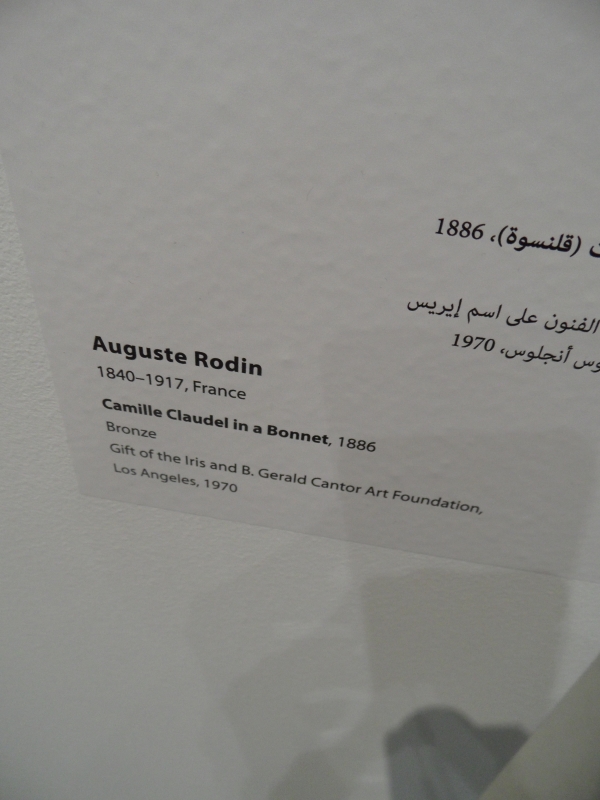 (قلنسوة)، 1886
الفنون على اسم إيريس
أنجلوس، 1970
Auguste Rodin
1840–1917, France
Camille Claudel in a Bonnet, 1886
Bronze
Gift of the Iris and B. Gerald Cantor Art Foundation,
Los Angeles, 1970